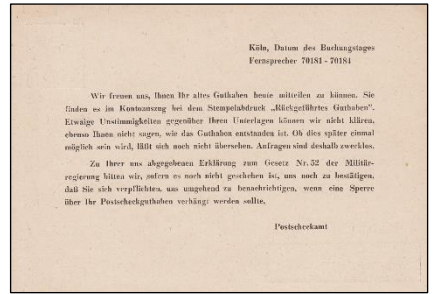 Köln, Datum des Buchungstages
Fernsprecher 70181 - 70184
Wir freuen uns, Ihnen Ihr altes Guthaben heute mitteilen zu können. Sie
finden es im Kontoauszug bei dem Stempelabdruck „Rückgeführtes Guthaben".
Etwaige Unstimmigkeiten gegenüber Ihren Unterlagen können wir nicht klären,
ebenso Ihnen nicht sagen, wie das Guthaben entstanden ist. Ob dies später einmal
möglich sein wird, läßt sich noch nicht übersehen. Anfragen sind deshalb zwecklos.
Zu Ihrer uns abgegebenen Erklärung zum Gesetz Nr. 52 der Militär-
regierung bitten wir, sofern es noch nicht geschehen ist, uns noch zu bestätigen,
daß Sie sich verpflichten, uns umgehend zu benachrichtigen, wenn eine Sperre
über Ihr Postscheckguthaben verhängt werden sollte.
Postscheckamt